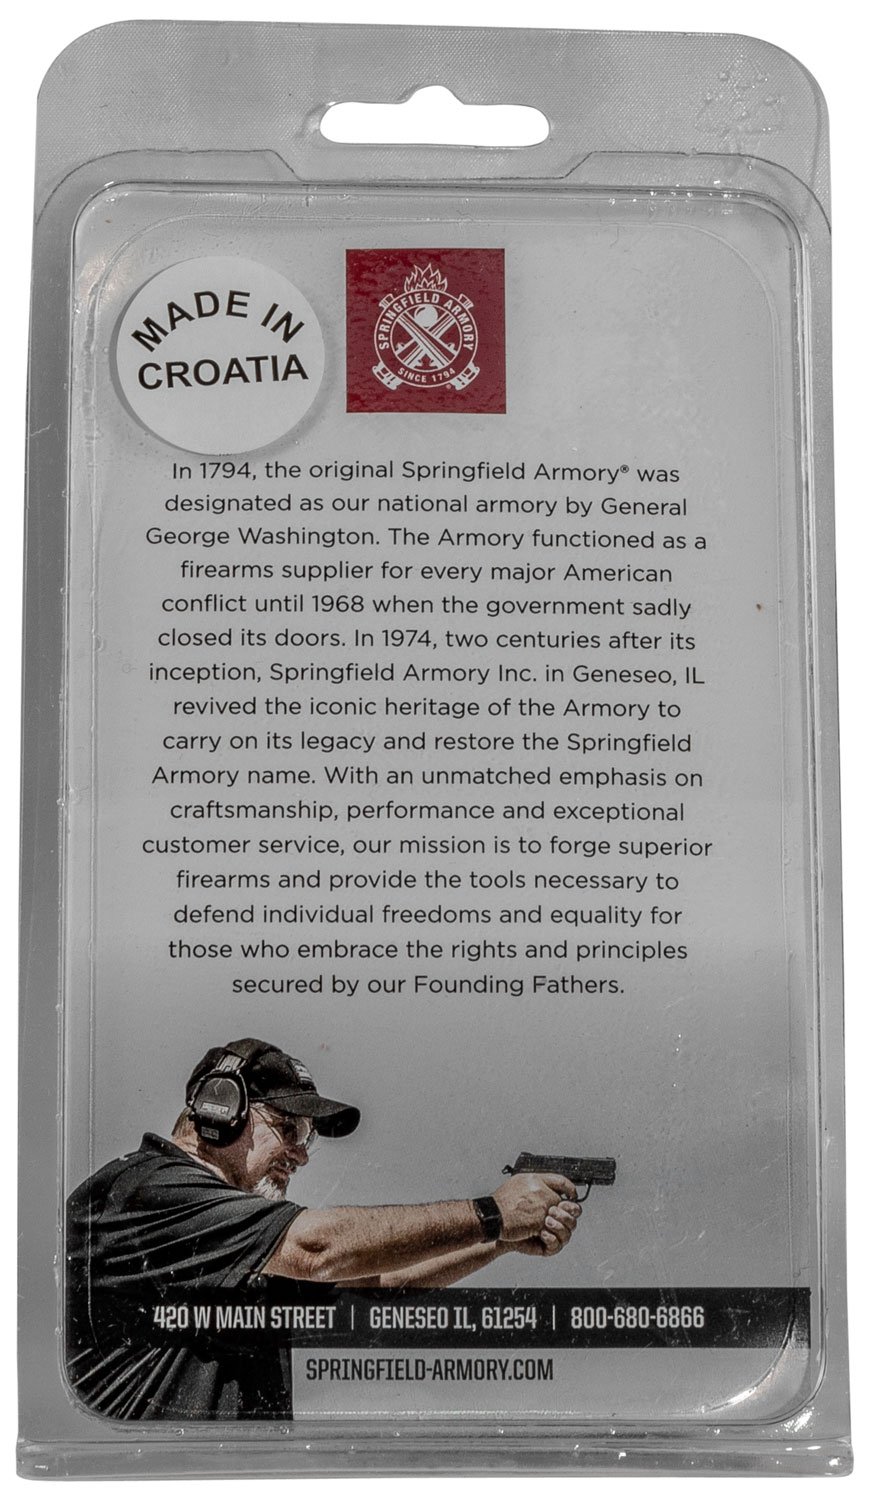 MADE IN
CROATIA
SPRINGFIELD ARMORY
SINCE 1794
®
In 1794, the original Springfield Armory® was
designated as our national armory by General
George Washington. The Armory functioned as a
firearms supplier for every major American
conflict until 1968 when the government sadly
closed its doors. In 1974, two centuries after its
inception, Springfield Armory Inc. in Geneseo, IL
revived the iconic heritage of the Armory to
carry on its legacy and restore the Springfield
Armory name. With an unmatched emphasis on
craftsmanship, performance and exceptional
customer service, our mission is to forge superior
firearms and provide the tools necessary to
defend individual freedoms and equality for
those who embrace the rights and principles
secured by our Founding Fathers.
420 W MAIN STREET | GENESEO IL, 61254 | 800-680-6866
SPRINGFIELD-ARMORY.COM